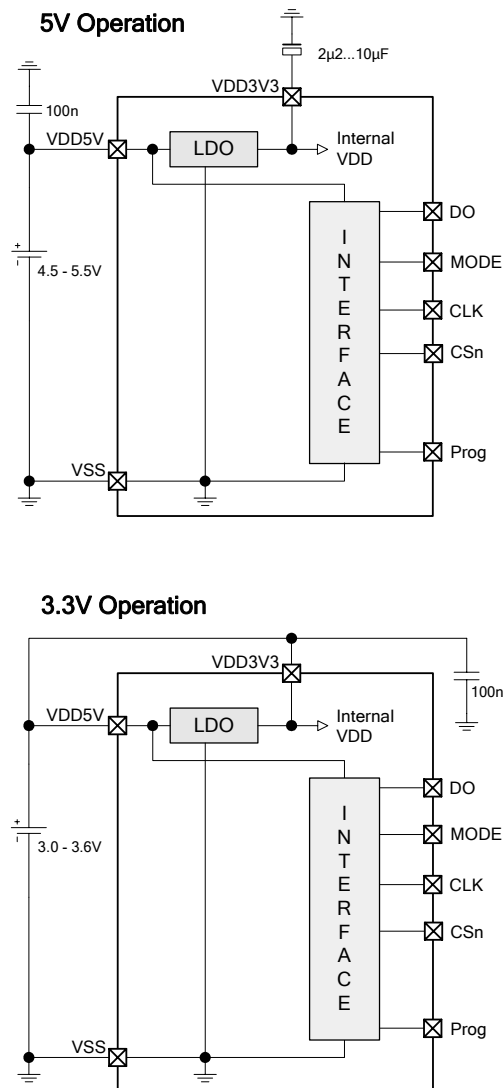 5V Operation
2µ2...10µF
100n
VDD3V3
VDD5V
LDO
Internal
VDD
4.5 - 5.5V
INTERFACE
DO
MODE
CLK
CSn
Prog
VSS
3.3V Operation
VDD3V3
100n
VDD5V
LDO
Internal
VDD
3.0 - 3.6V
INTERFACE
DO
MODE
CLK
CSn
Prog
VSS